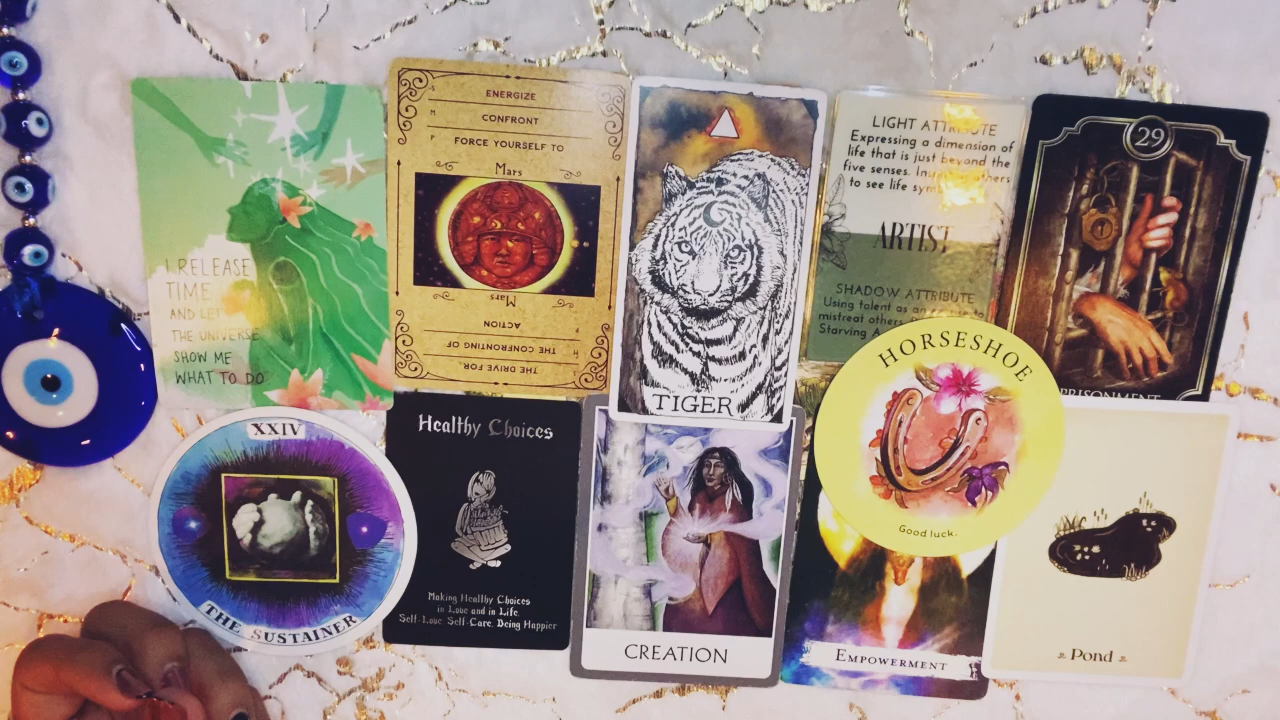 I RELEASE
TIME
AND LET
THE UNIVERSE
SHOW ME
WHAT TO DO
S
ENERGIZE
M
CONFRONT
P
FORCE YOURSELF TO
Mars
Mars
P
ACTION
THE CONFRONTING OF
H
THE DRIVE FOR:
TIGER
LIGHT ATTRIBUTE
Expressing a dimension of
life that is just beyond the
five senses. others
to see life
ARTIST
SHADOW ATTRIBUTE
Using talent as an to
mistreat others.
Starving
29
PRISONMENT
XXIV
THE SUSTAINER
Healthy Choices
Making Healthy Choices
in Love and in Life.
Self-Love. Self-Care. Being Happier
CREATION
HORSESHOE
Good luck.
EMPOWERMENT
Pond